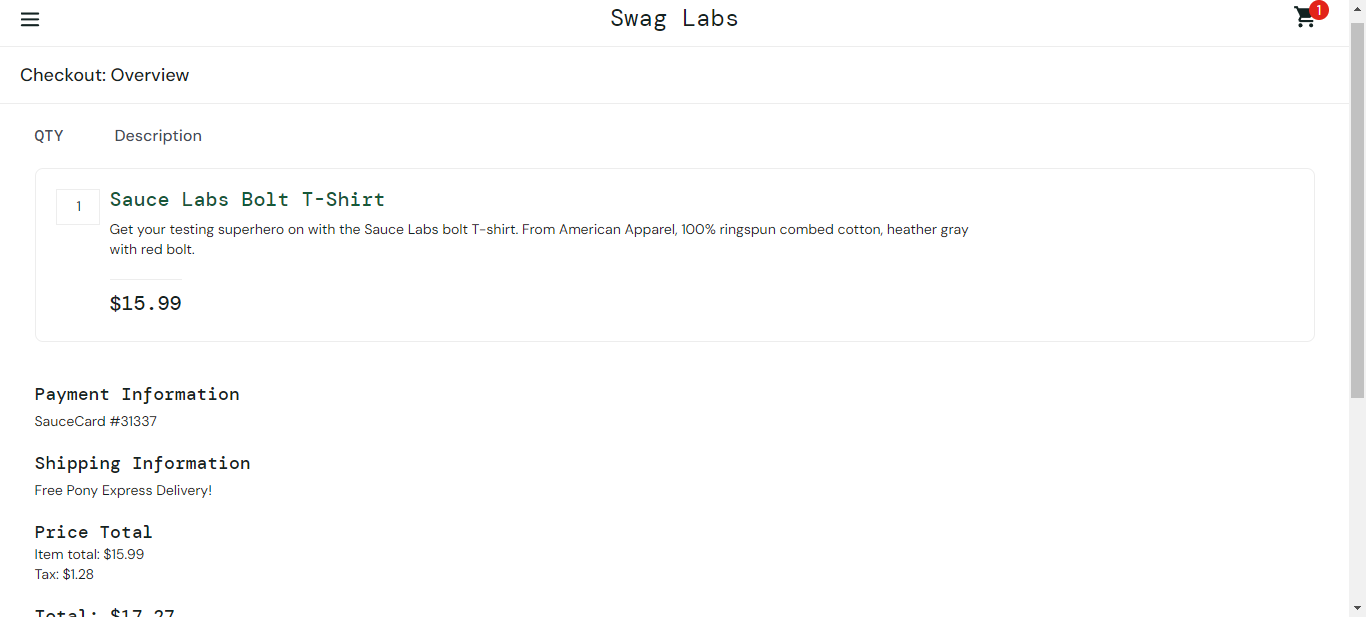 Swag Labs
1
Checkout: Overview
QTY Description
1
Sauce Labs Bolt T-Shirt
Get your testing superhero on with the Sauce Labs bolt T-shirt. From American Apparel, 100% ringspun combed cotton, heather gray
with red bolt.
$15.99
Payment Information
SauceCard #31337
Shipping Information
Free Pony Express Delivery!
Price Total
Item total: $15.99
Tax: $1.28
Total: $17.27